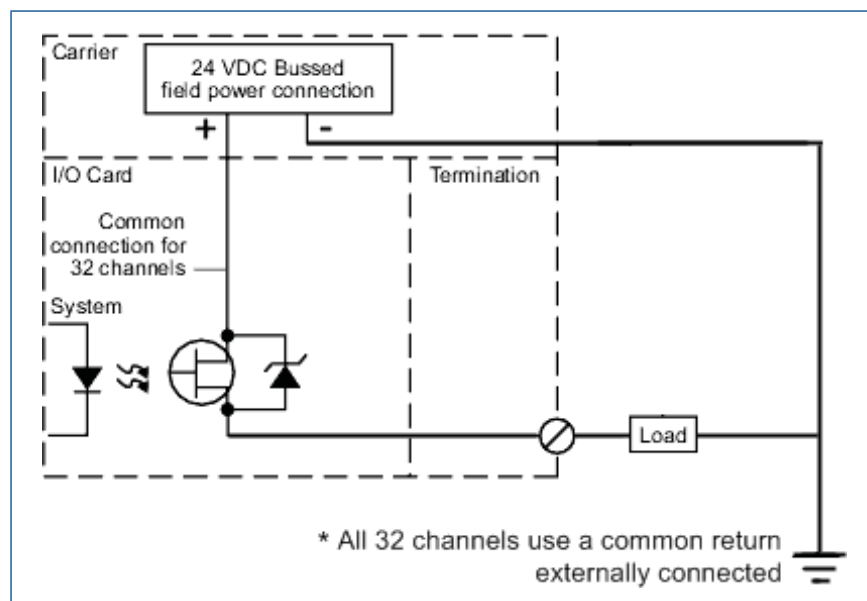 Carrier
24 VDC Bussed
field power connection
+
-
I/O Card
Termination
Common
connection for
32 channels
System
Load
* All 32 channels use a common return
externally connected